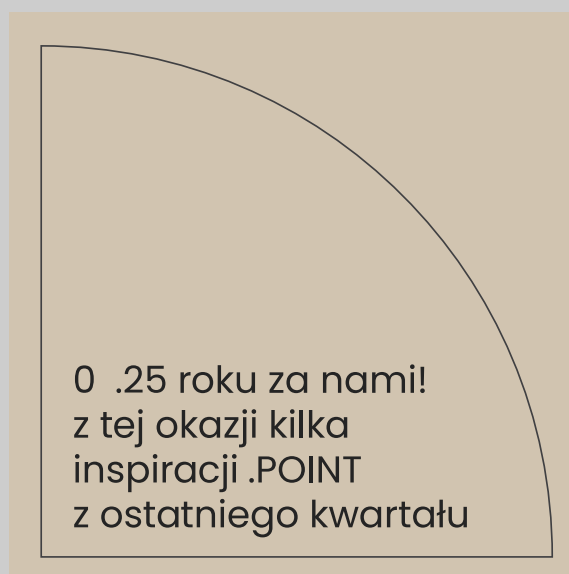 0 .25 roku za nami!
z tej okazji kilka
inspiracji .POINT
z ostatniego kwartału